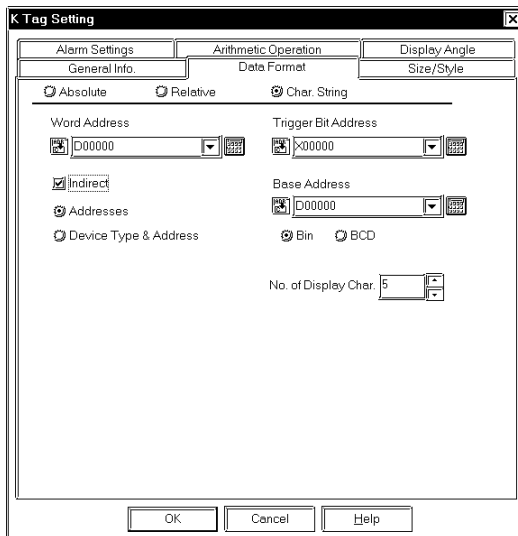 K Tag Setting
Alarm Settings Arithmetic Operation Display Angle
General Info. Data Format Size/Style
Absolute Relative Char. String
Word Address Trigger Bit Address
D00000 X00000
Indirect Base Address
Addresses D00000
Device Type & Address Bin BCD
No. of Display Char. 5
OK Cancel Help